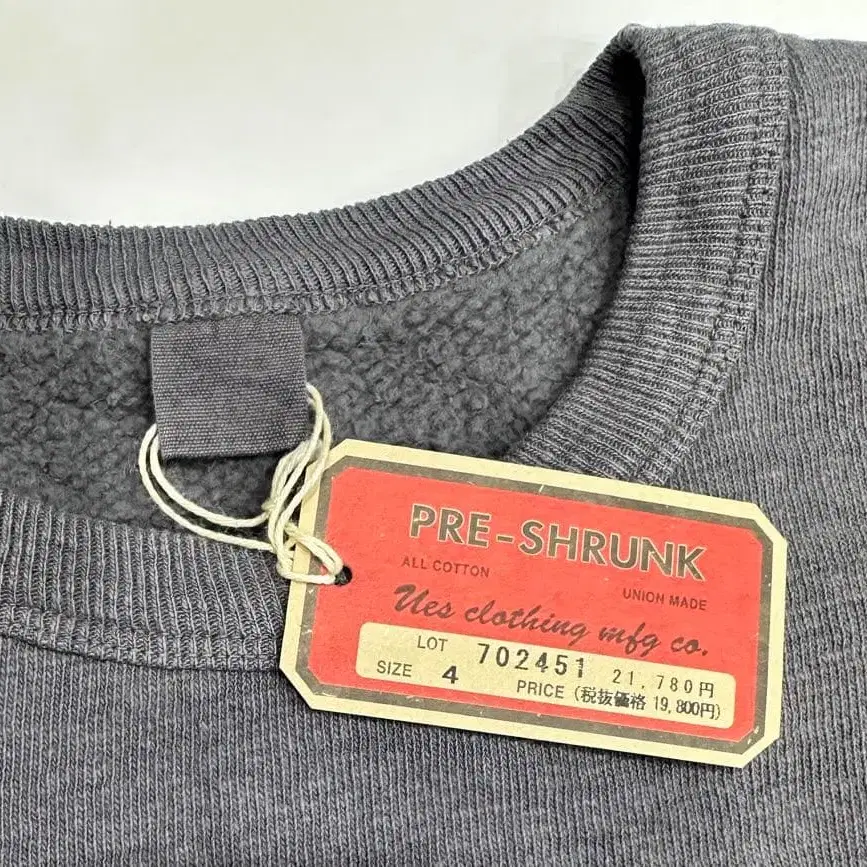 PRE-SHRUNK
ALL COTTON
UNION MADE
Ues clothing mfg co.
LOT 702451 21.780円
SIZE 4 PRICE (税抜価格 19,800円)